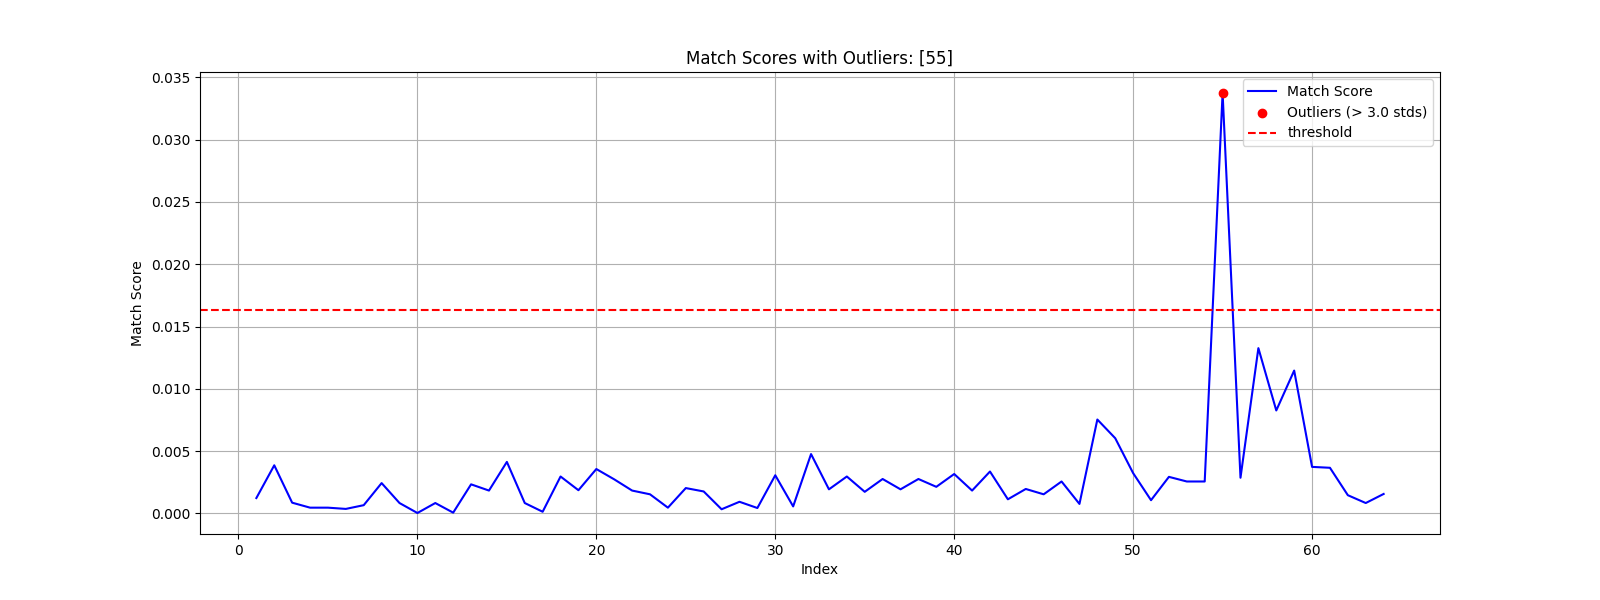 Match Scores with Outliers: [55]
0.035
0.030
0.025
0.020
0.015
0.010
0.005
0.000
Match Score
Match Score
Outliers (> 3.0 stds)
threshold
0
10
20
30
40
50
60
Index